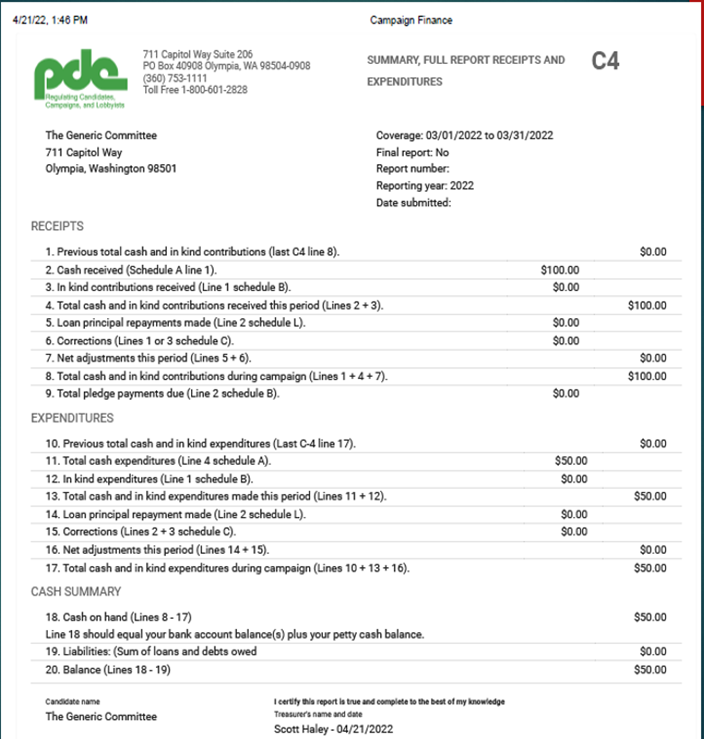 4/21/22, 1:46 PM Campaign Finance
pdc
Regulating Candidates,
Campaigns, and Lobbyists
711 Capitol Way Suite 206
PO Box 40908 Olympia, WA 98504-0908
(360) 753-1111
Toll Free 1-800-601-2828
SUMMARY, FULL REPORT RECEIPTS AND
EXPENDITURES
C4
The Generic Committee
711 Capitol Way
Olympia, Washington 98501
Coverage: 03/01/2022 to 03/31/2022
Final report: No
Report number:
Reporting year: 2022
Date submitted:
RECEIPTS
1. Previous total cash and in kind contributions (last C4 line 8). $0.00
2. Cash received (Schedule A line 1). $100.00
3. In kind contributions received (Line 1 schedule B). $0.00
4. Total cash and in kind contributions received this period (Lines 2 + 3). $100.00
5. Loan principal repayments made (Line 2 schedule L). $0.00
6. Corrections (Lines 1 or 3 schedule C). $0.00
7. Net adjustments this period (Lines 5 + 6). $0.00
8. Total cash and in kind contributions during campaign (Lines 1 + 4 + 7). $100.00
9. Total pledge payments due (Line 2 schedule B). $0.00
EXPENDITURES
10. Previous total cash and in kind expenditures (Last C-4 line 17). $0.00
11. Total cash expenditures (Line 4 schedule A). $50.00
12. In kind expenditures (Line 1 schedule B). $0.00
13. Total cash and in kind expenditures made this period (Lines 11 + 12). $50.00
14. Loan principal repayment made (Line 2 schedule L). $0.00
15. Corrections (Lines 2 + 3 schedule C). $0.00
16. Net adjustments this period (Lines 14 + 15). $0.00
17. Total cash and in kind expenditures during campaign (Lines 10 + 13 + 16). $50.00
CASH SUMMARY
18. Cash on hand (Lines 8 - 17) $50.00
Line 18 should equal your bank account balance(s) plus your petty cash balance.
19. Liabilities: (Sum of loans and debts owed $0.00
20. Balance (Lines 18 - 19) $50.00
Candidate name
The Generic Committee
I certify this report is true and complete to the best of my knowledge
Treasurer's name and date
Scott Haley - 04/21/2022